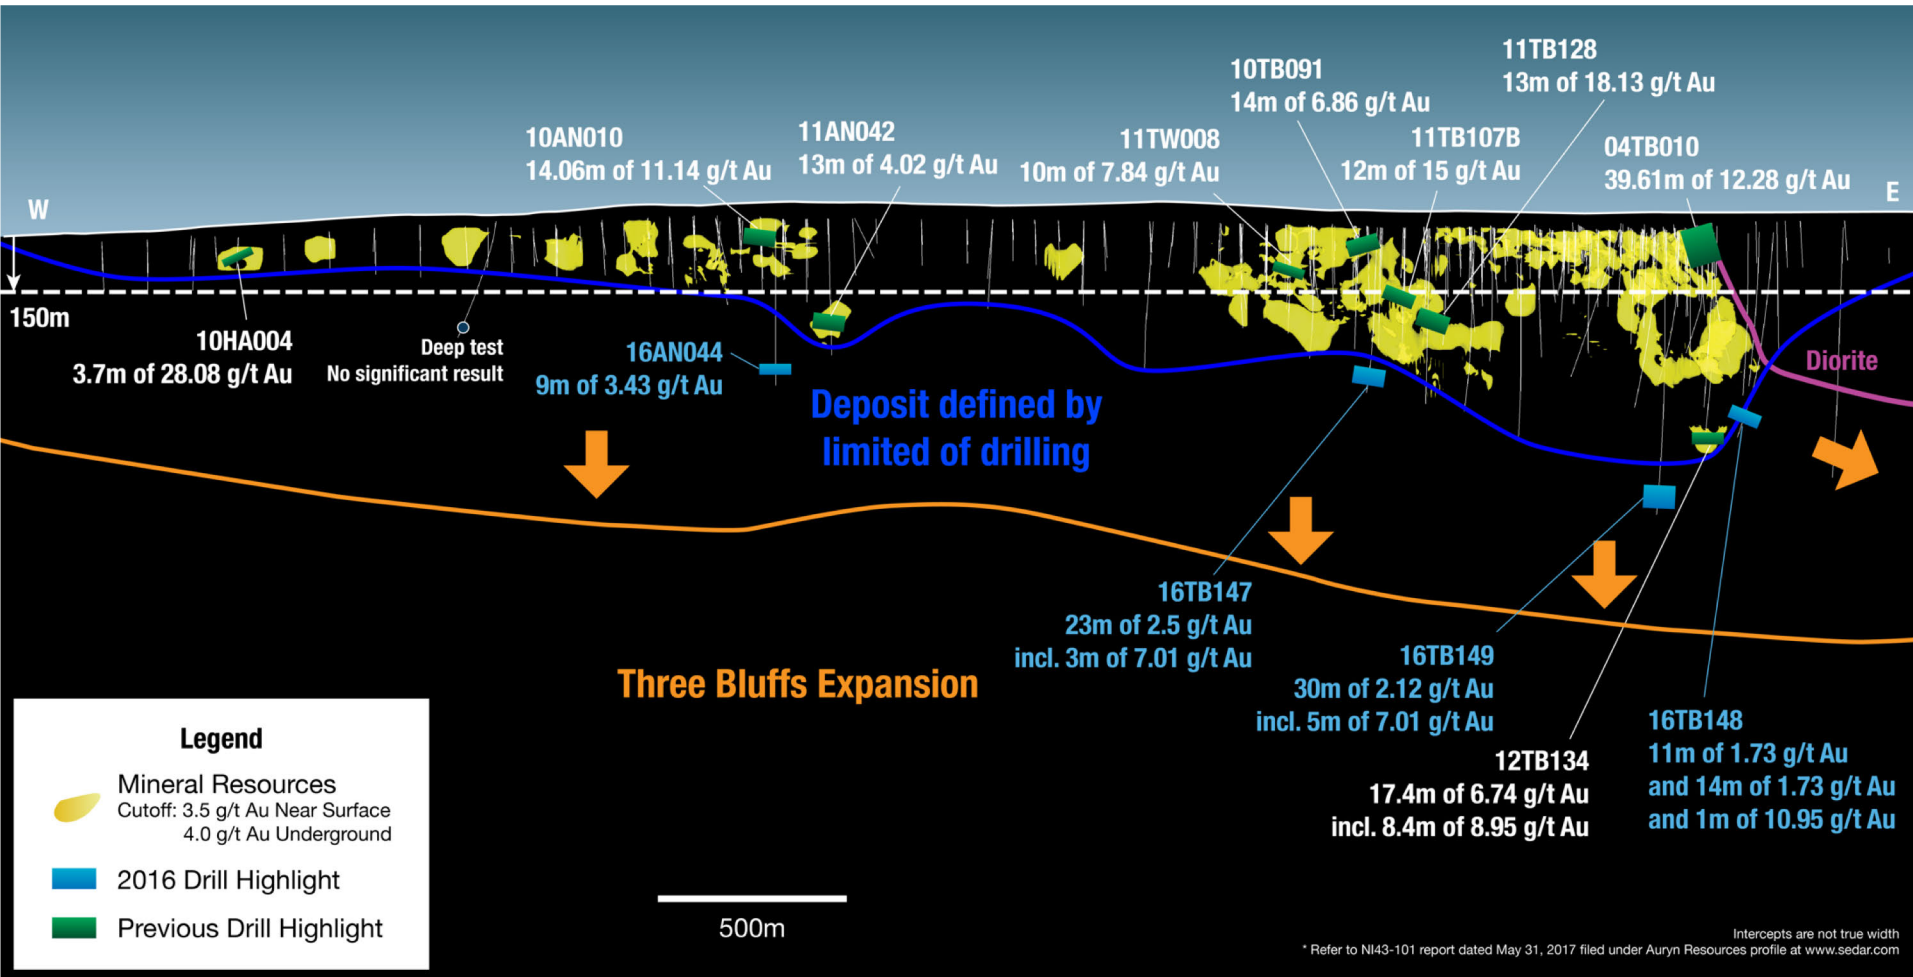 11TB128
13m of 18.13 g/t Au
10TB091
14m of 6.86 g/t Au
10AN010
14.06m of 11.14 g/t Au
11AN042
13m of 4.02 g/t Au
11TW008
10m of 7.84 g/t Au
11TB107B
12m of 15 g/t Au
04TB010
39.61m of 12.28 g/t Au
W
E
150m
10HA004
3.7m of 28.08 g/t Au
Deep test
No significant result
16AN044
9m of 3.43 g/t Au
Deposit defined by
limited of drilling
Diorite
16TB147
23m of 2.5 g/t Au
incl. 3m of 7.01 g/t Au
Three Bluffs Expansion
16TB149
30m of 2.12 g/t Au
incl. 5m of 7.01 g/t Au
12TB134
17.4m of 6.74 g/t Au
incl. 8.4m of 8.95 g/t Au
16TB148
11m of 1.73 g/t Au
and 14m of 1.73 g/t Au
and 1m of 10.95 g/t Au
Legend
Mineral Resources
Cutoff: 3.5 g/t Au Near Surface
4.0 g/t Au Underground
2016 Drill Highlight
Previous Drill Highlight
500m
Intercepts are not true width
* Refer to NI43-101 report dated May 31, 2017 filed under Auryn Resources profile at www.sedar.com